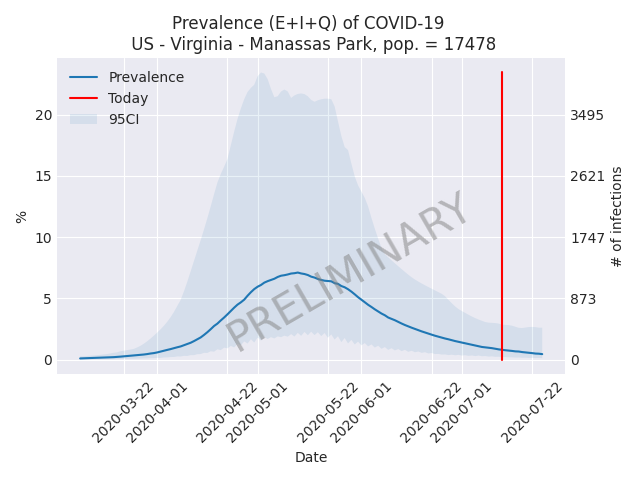 Prevalence (E+I+Q) of COVID-19
US - Virginia - Manassas Park, pop. = 17478
Prevalence
Today
95CI
20
15
10
5
0
%
3495
2621
1747
873
0
# of infections
PRELIMINARY
2020-03-22
2020-04-01
2020-04-22
2020-05-01
2020-05-22
2020-06-01
2020-06-22
2020-07-01
2020-07-22
Date